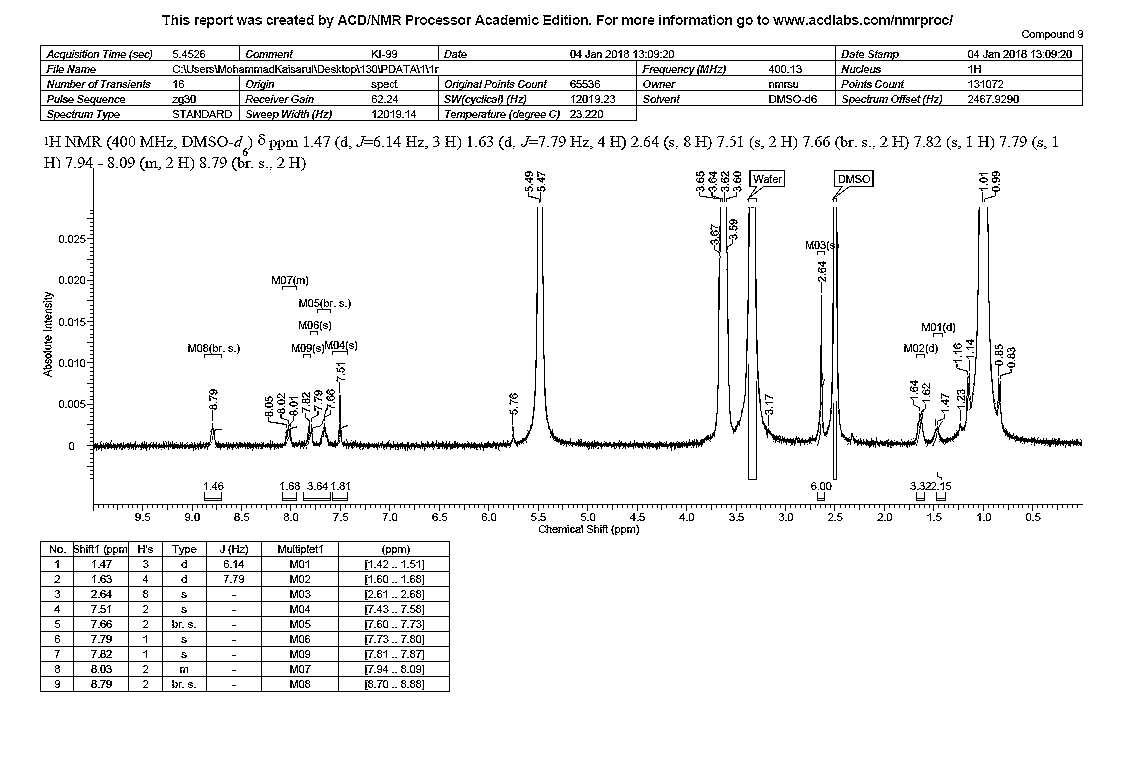 This report was created by ACD/NMR Processor Academic Edition. For more information go to www.acdlabs.com/nmrproc/
Compound 9
Acquisition Time (sec) 5.4526 Comment KI-99 Date 04 Jan 2018 13:09:20 Date Stamp 04 Jan 2018 13:09:20
File Name C:\Users\MohammadKaisarul\Desktop\130\PDATA\1\1r Frequency (MHz) 400.13 Nucleus 1H
Number of Transients 16 Origin spect Original Points Count 65536 Owner nmrsu Points Count 131072
Pulse Sequence zg30 Receiver Gain 62.24 SW(cyclical) (Hz) 12019.23 Solvent DMSO-d6 Spectrum Offset (Hz) 2467.9290
Spectrum Type STANDARD Sweep Width (Hz) 12019.14 Temperature (degree C) 23.220
1H NMR (400 MHz, DMSO-d6) δ ppm 1.47 (d, J=6.14 Hz, 3 H) 1.63 (d, J=7.79 Hz, 4 H) 2.64 (s, 8 H) 7.51 (s, 2 H) 7.66 (br. s., 2 H) 7.82 (s, 1 H) 7.79 (s, 1
H) 7.94 - 8.09 (m, 2 H) 8.79 (br. s., 2 H)
5.49 5.47 3.65 3.64 3.62 3.60 Water DMSO 1.01 0.99
3.67 3.59
0.025
M03(s)
2.64
0.020
M07(m)
M05(br. s.)
0.015
M06(s)
M01(d)
M08(br. s.) M09(s) M04(s) M02(d)
0.010
Absolute Intensity
7.51 1.16 1.14 0.85 0.83
8.79 8.05 8.02 8.01 7.82 7.79 7.66 5.76 3.17 1.64 1.62 1.47 1.23
0.005
0
1.46 1.68 3.64 1.81 6.00 3.32 2.15
9.5 9.0 8.5 8.0 7.5 7.0 6.5 6.0 5.5 5.0 4.5 4.0 3.5 3.0 2.5 2.0 1.5 1.0 0.5
Chemical Shift (ppm)
No. Shift1 (ppm H's Type J (Hz) Multiplet1 (ppm)
1 1.47 3 d 6.14 M01 [1.42 .. 1.51]
2 1.63 4 d 7.79 M02 [1.60 .. 1.68]
3 2.64 8 s - M03 [2.61 .. 2.68]
4 7.51 2 s - M04 [7.43 .. 7.58]
5 7.66 2 br. s. - M05 [7.60 .. 7.73]
6 7.79 1 s - M06 [7.73 .. 7.80]
7 7.82 1 s - M09 [7.81 .. 7.87]
8 8.03 2 m - M07 [7.94 .. 8.09]
9 8.79 2 br. s. - M08 [8.70 .. 8.88]